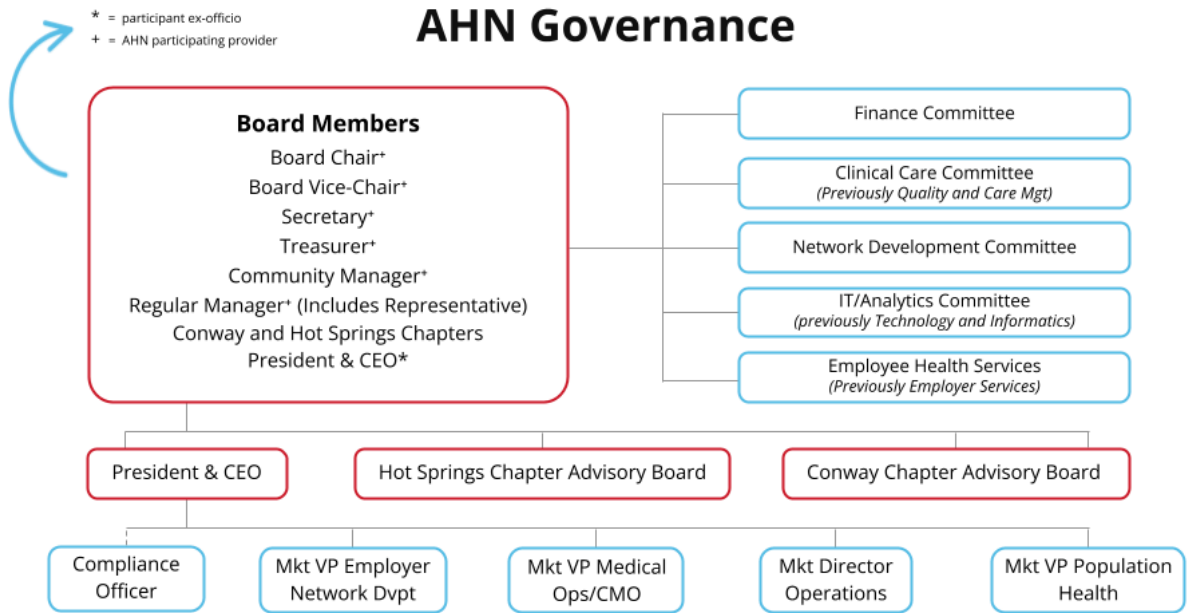 * = participant ex-officio
+ = AHN participating provider
AHN Governance
Board Members
Board Chair⁺
Board Vice-Chair⁺
Secretary⁺
Treasurer⁺
Community Manager⁺
Regular Manager⁺ (Includes Representative)
Conway and Hot Springs Chapters
President & CEO*
Finance Committee
Clinical Care Committee
(Previously Quality and Care Mgt)
Network Development Committee
IT/Analytics Committee
(previously Technology and Informatics)
Employee Health Services
(Previously Employer Services)
President & CEO
Hot Springs Chapter Advisory Board
Conway Chapter Advisory Board
Compliance
Officer
Mkt VP Employer
Network Dvpt
Mkt VP Medical
Ops/CMO
Mkt Director
Operations
Mkt VP Population
Health